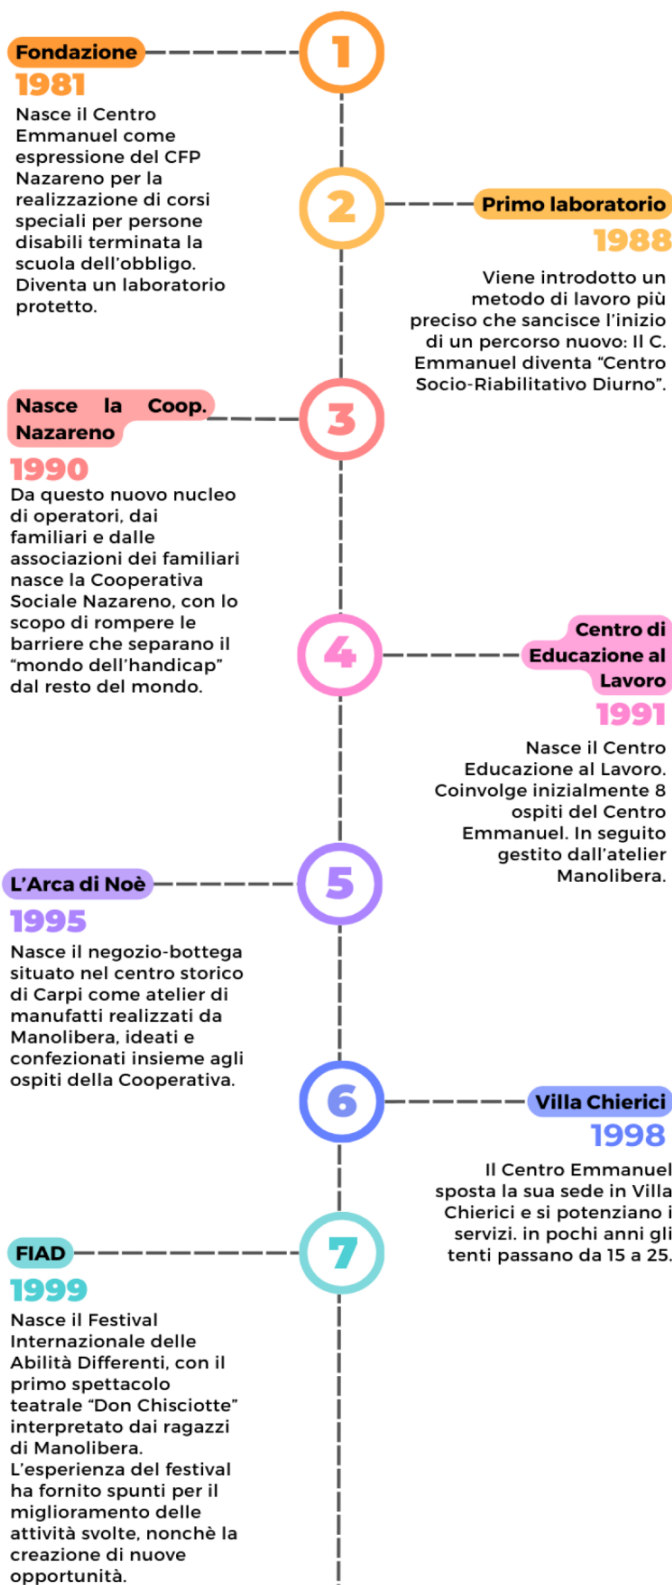 Fondazione
1
1981
Nasce il Centro
Emmanuel come
espressione del CFP
Nazareno per la
realizzazione di corsi
speciali per persone
disabili terminata la
scuola dell'obbligo.
Diventa un laboratorio
protetto.
2
Primo laboratorio
1988
Viene introdotto un
metodo di lavoro più
preciso che sancisce l'inizio
di un percorso nuovo: Il C.
Emmanuel diventa "Centro
Socio-Riabilitativo Diurno".
Nasce la Coop.
Nazareno
3
1990
Da questo nuovo nucleo
di operatori, dai
familiari e dalle
associazioni dei familiari
nasce la Cooperativa
Sociale Nazareno, con lo
scopo di rompere le
barriere che separano il
"mondo dell'handicap"
dal resto del mondo.
4
Centro di
Educazione al
Lavoro
1991
Nasce il Centro
Educazione al Lavoro.
Coinvolge inizialmente 8
ospiti del Centro
Emmanuel. In seguito
gestito dall'atelier
Manolibera.
L'Arca di Noè
5
1995
Nasce il negozio-bottega
situato nel centro storico
di Carpi come atelier di
manufatti realizzati da
Manolibera, ideati e
confezionati insieme agli
ospiti della Cooperativa.
6
Villa Chierici
1998
Il Centro Emmanuel
sposta la sua sede in Villa
Chierici e si potenziano i
servizi. in pochi anni gli
tenti passano da 15 a 25.
FIAD
7
1999
Nasce il Festival
Internazionale delle
Abilità Differenti, con il
primo spettacolo
teatrale "Don Chisciotte"
interpretato dai ragazzi
di Manolibera.
L'esperienza del festival
ha fornito spunti per il
miglioramento delle
attività svolte, nonchè la
creazione di nuove
opportunità.